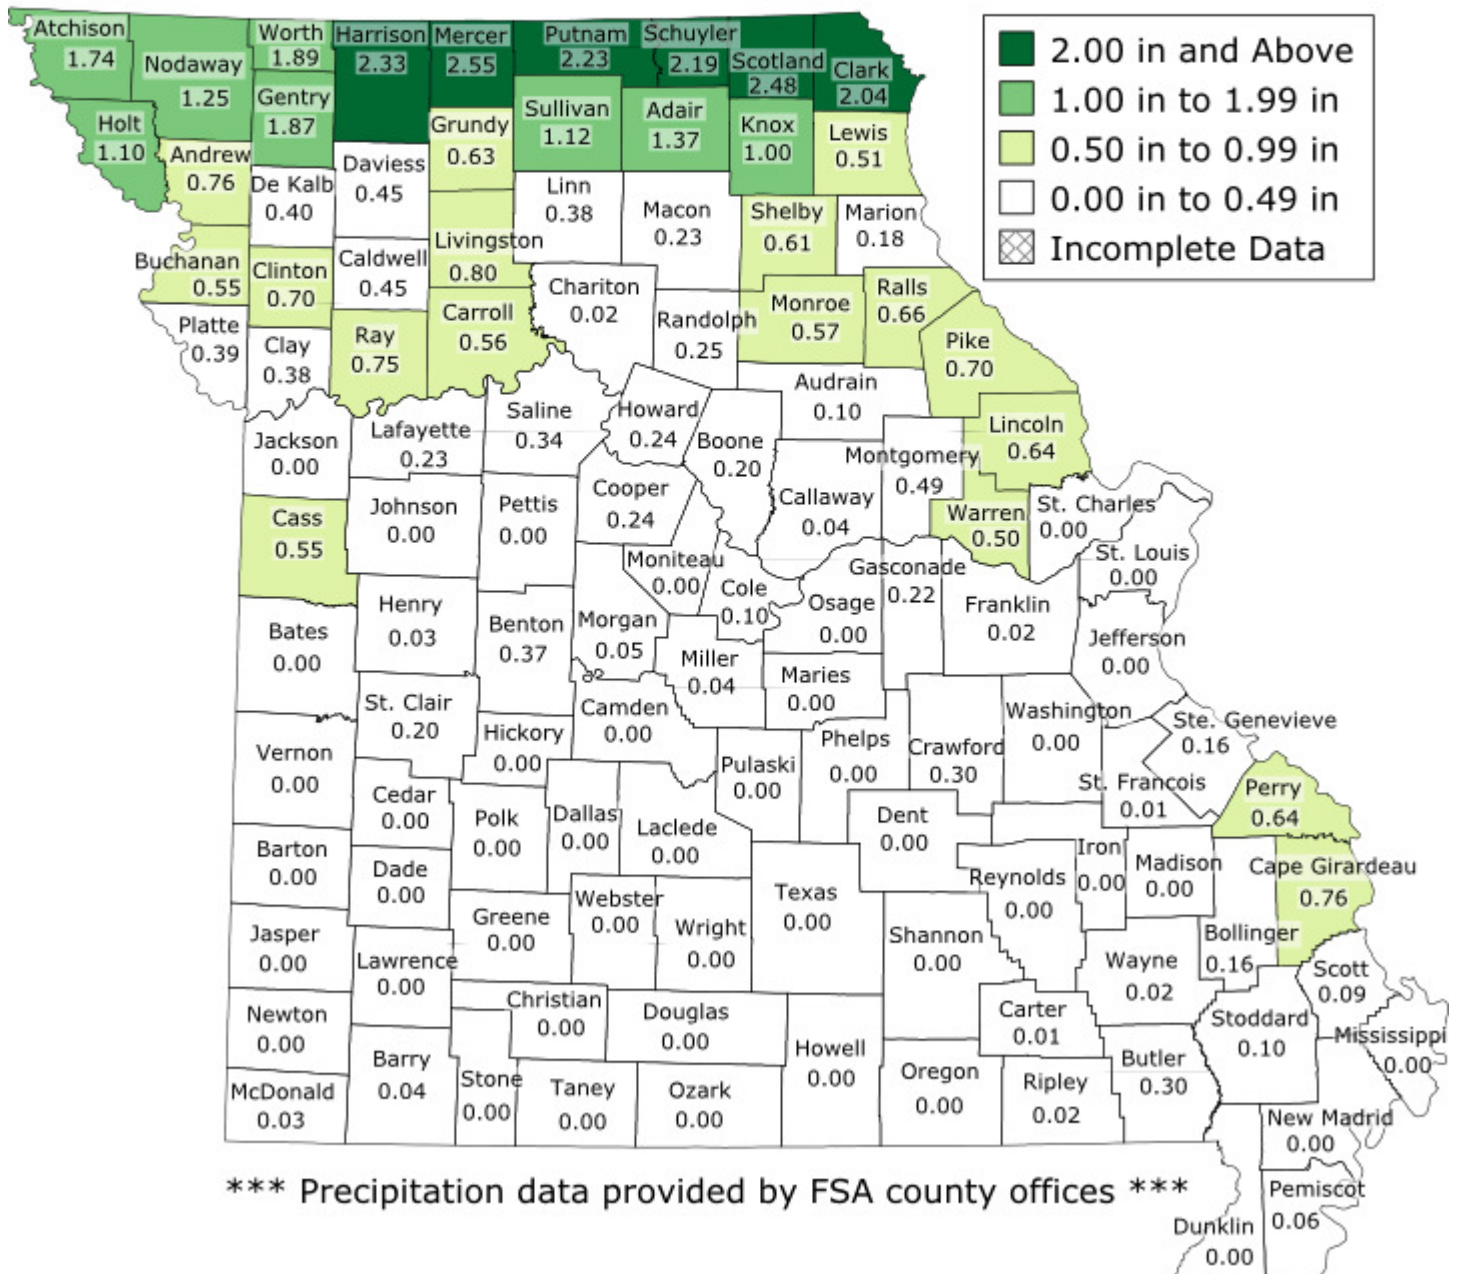 Atchison
1.74
Nodaway
1.25
Worth
1.89
Harrison
2.33
Mercer
2.55
Putnam
2.23
Schuyler
2.19
Scotland
2.48
Clark
2.04
Holt
1.10
Gentry
1.87
Andrew
0.76
De Kalb
0.40
Daviess
0.45
Grundy
0.63
Sullivan
1.12
Adair
1.37
Knox
1.00
Lewis
0.51
2.00 in and Above
1.00 in to 1.99 in
0.50 in to 0.99 in
0.00 in to 0.49 in
Incomplete Data
Linn
0.38
Macon
0.23
Shelby
0.61
Marion
0.18
Buchanan
0.55
Clinton
0.70
Caldwell
0.45
Livingston
0.80
Chariton
0.02
Randolph
0.25
Monroe
0.57
Ralls
0.66
Pike
0.70
Platte
0.39
Clay
0.38
Ray
0.75
Carroll
0.56
Audrain
0.10
Jackson
0.00
Lafayette
0.23
Saline
0.34
Howard
0.24
Boone
0.20
Montgomery
0.49
Lincoln
0.64
Cass
0.55
Johnson
0.00
Pettis
0.00
Cooper
0.24
Callaway
0.04
Warren
0.50
St. Charles
0.00
St. Louis
0.00
Moniteau
0.00
Cole
0.10
Gasconade
0.22
Osage
0.00
Franklin
0.02
Jefferson
0.00
Bates
0.00
Henry
0.03
Benton
0.37
Morgan
0.05
Miller
0.04
Maries
0.00
St. Clair
0.20
Camden
0.00
Hickory
0.00
Vernon
0.00
Pulaski
0.00
Phelps
0.00
Crawford
0.30
Washington
0.00
Ste. Genevieve
0.16
St. Francois
0.01
Perry
0.64
Cedar
0.00
Polk
0.00
Dallas
0.00
Laclede
0.00
Dent
0.00
Barton
0.00
Dade
0.00
Iron
0.00
Madison
0.00
Cape Girardeau
0.76
Reynolds
0.00
Texas
0.00
Webster
0.00
Greene
0.00
Wright
0.00
Jasper
0.00
Lawrence
0.00
Shannon
0.00
Wayne
0.02
Bollinger
0.16
Scott
0.09
Christian
0.00
Douglas
0.00
Newton
0.00
Carter
0.01
Stoddard
0.10
Mississippi
0.00
Barry
0.04
Howell
0.00
Butler
0.30
Oregon
0.00
Ripley
0.02
McDonald
0.03
Stone
0.00
Taney
0.00
Ozark
0.00
New Madrid
0.00
*** Precipitation data provided by FSA county offices ***
Pemiscot
0.06
Dunklin
0.00